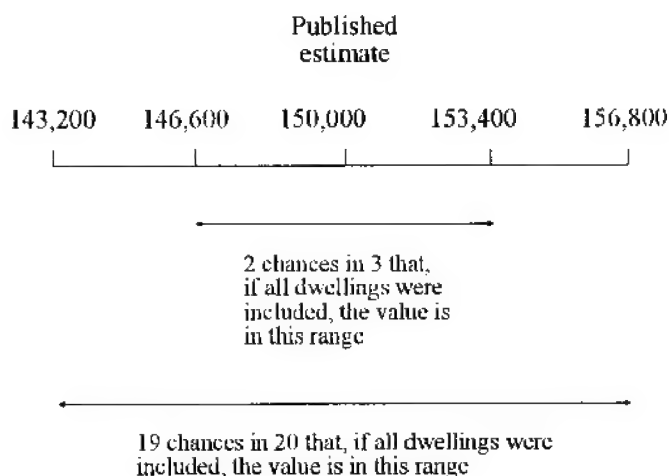 Published
estimate
143,200 146,600 150,000 153,400 156,800
2 chances in 3 that,
if all dwellings were
included, the value is
in this range
19 chances in 20 that, if all dwellings were
included, the value is in this range